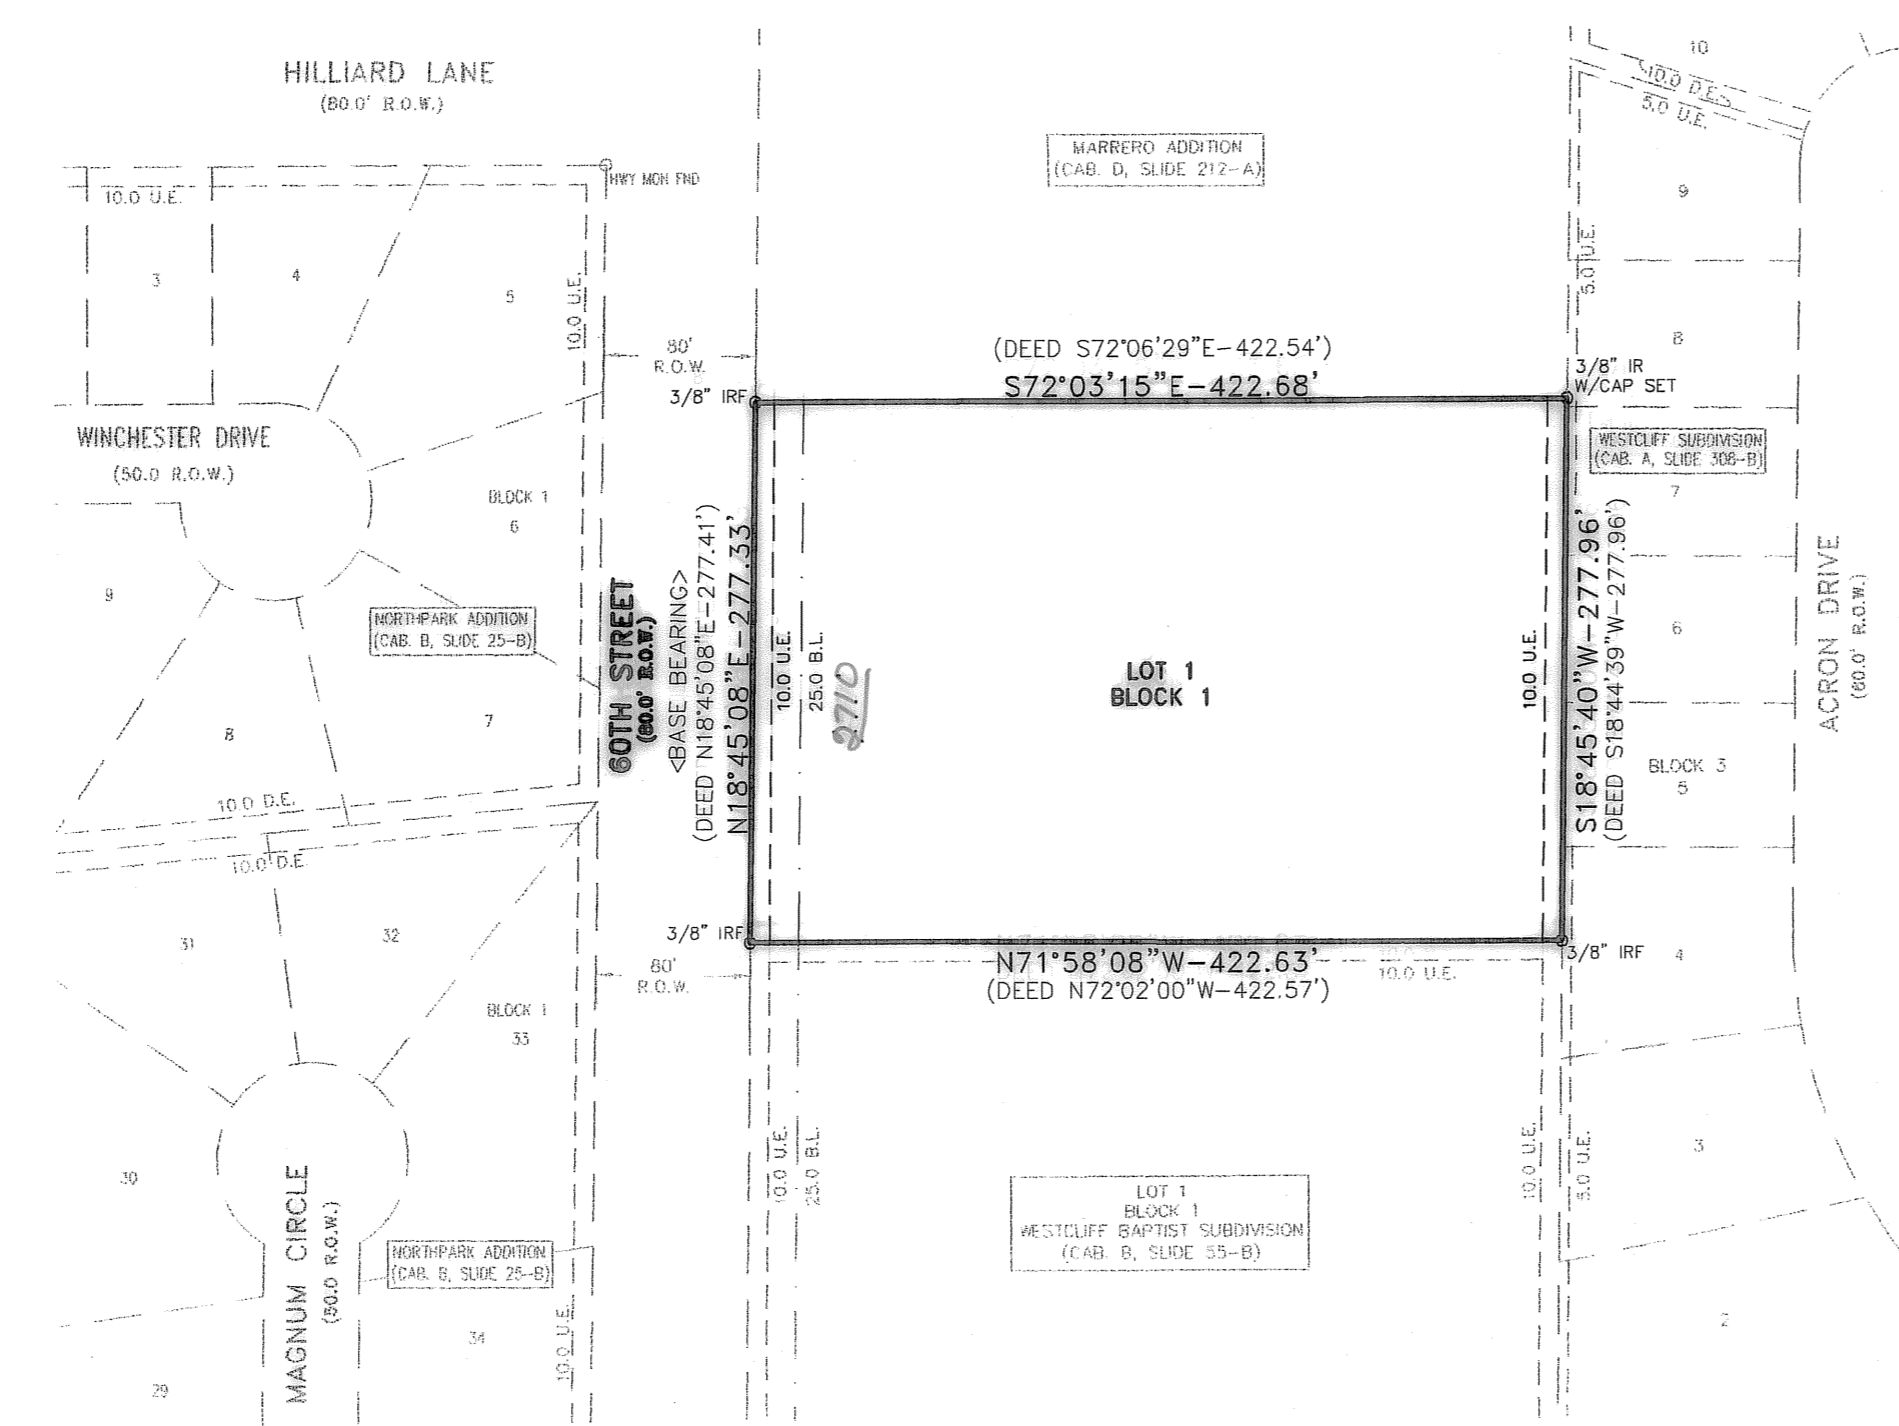 HILLIARD LANE
(80.0' R.O.W.)
HWY MON FND
10.0 U.E.
3
4
5
10.0 U.E.
MARRERO ADDITION
(CAB. D, SLIDE 212-A)
10
10.0 D.E.
5.0 U.E.
9
5.0 U.E.
8
80'
R.O.W.
(DEED S72°06'29"E-422.54')
S72°03'15"E-422.68'
3/8" IRF
3/8" IR
W/CAP SET
WINCHESTER DRIVE
(50.0 R.O.W.)
BLOCK 1
6
WESTCLIFF SUBDIVISION
(CAB. A, SLIDE 308-B)
7
9
NORTHPARK ADDITION
(CAB. B, SLIDE 25-B)
8
7
60TH STREET
(80.0' R.O.W.)
<BASE BEARING>
(DEED N18°45'08"E-277.41')
N18°45'08"E-277.33'
10.0 U.E.
25.0 B.L.
2710
LOT 1
BLOCK 1
10.0 U.E.
S18°45'40"W-277.96'
(DEED S18°44'39"W-277.96')
6
BLOCK 3
5
ACRON DRIVE
(60.0' R.O.W.)
10.0 D.E.
10.0 D.E.
31
32
3/8" IRF
80'
R.O.W.
N71°58'08"W-422.63'
(DEED N72°02'00"W-422.57')
10.0 U.E.
3/8" IRF
4
BLOCK 1
33
30
MAGNUM CIRCLE
(50.0 R.O.W.)
NORTHPARK ADDITION
(CAB. B, SLIDE 25-B)
10.0 U.E.
34
29
10.0 U.E.
25.0 B.L.
LOT 1
BLOCK 1
WESTCLIFF BAPTIST SUBDIVISION
(CAB. B, SLIDE 55-B)
10.0 U.E.
5.0 U.E.
3
2